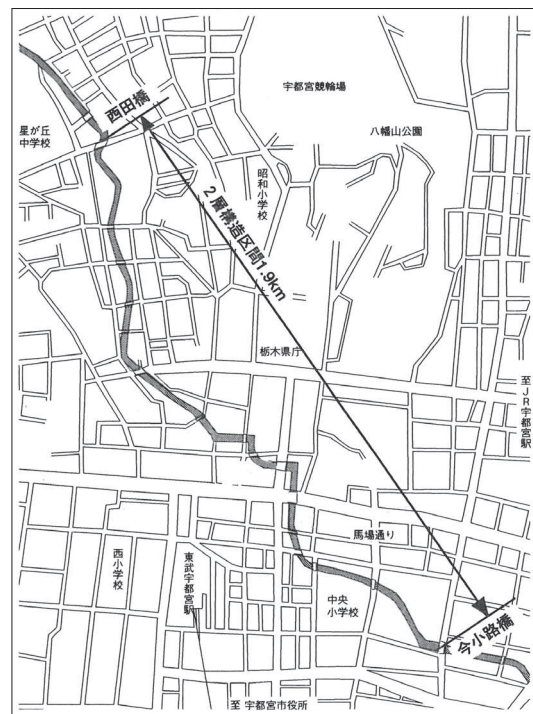 西田橋
宇都宮競輪場
星が丘
中学校
八幡山公園
昭和小学校
2層構造区間1.9km
栃木県庁
至JR宇都宮駅
馬場通り
西小学校
東武宇都宮駅
中央
小学校
今小路橋
至 宇都宮市役所